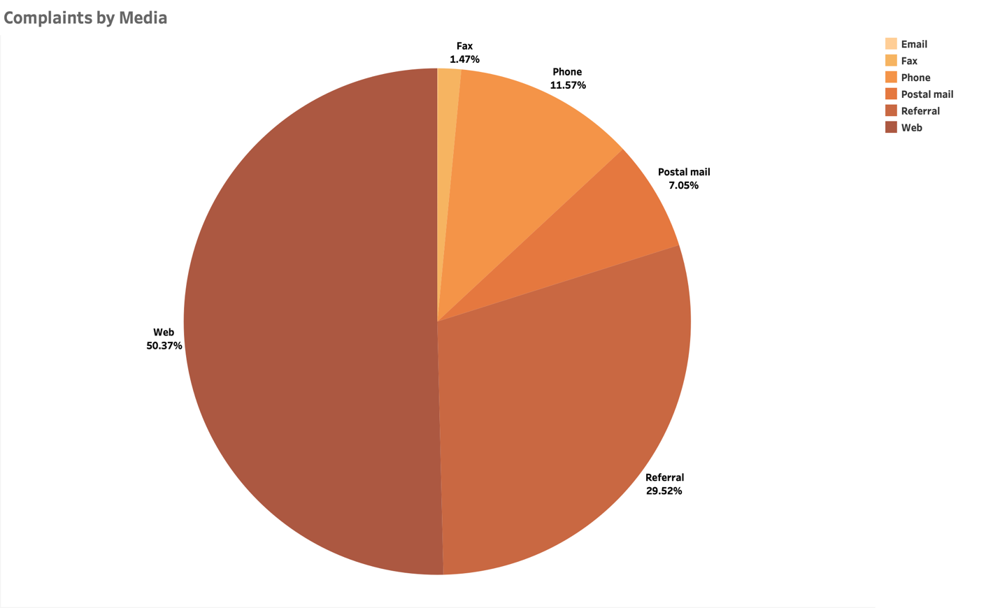 Complaints by Media
Fax
1.47%
Phone
11.57%
Postal mail
7.05%
Web
50.37%
Referral
29.52%
Email
Fax
Phone
Postal mail
Referral
Web